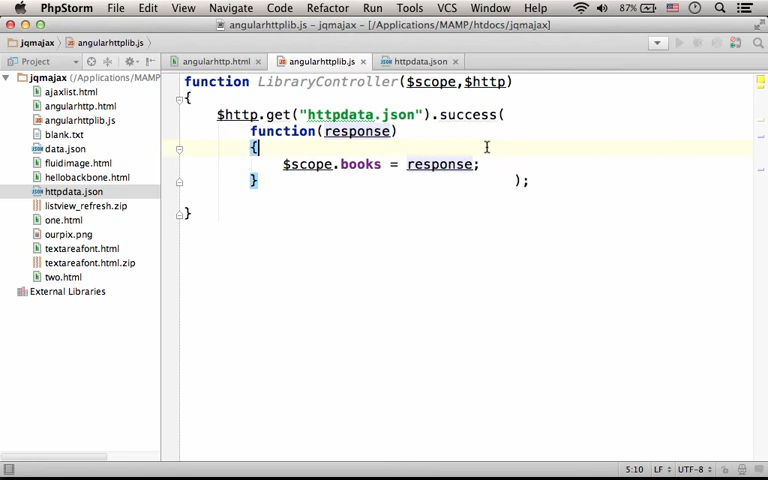 PhpStorm File Edit View Navigate Code Refactor Run Tools VCS Window Help 87%
angularhttplib.js - jqmajax - [/Applications/MAMP/htdocs/jqmajax]
jqmajax angularhttplib.js
Project angularhttp.html angularhttplib.js httpdata.json
jqmajax (/Applications/MAMP
ajaxlist.html
angularhttp.html
angularhttplib.js
blank.txt
data.json
fluidimage.html
hellobackbone.html
httpdata.json
listview_refresh.zip
one.html
ourpix.png
textareafont.html
textareafont.html.zip
two.html
External Libraries
function LibraryController($scope,$http)
{
$http.get("httpdata.json").success(
function(response)
{
$scope.books = response;
} );
}
5:10 LF UTF-8